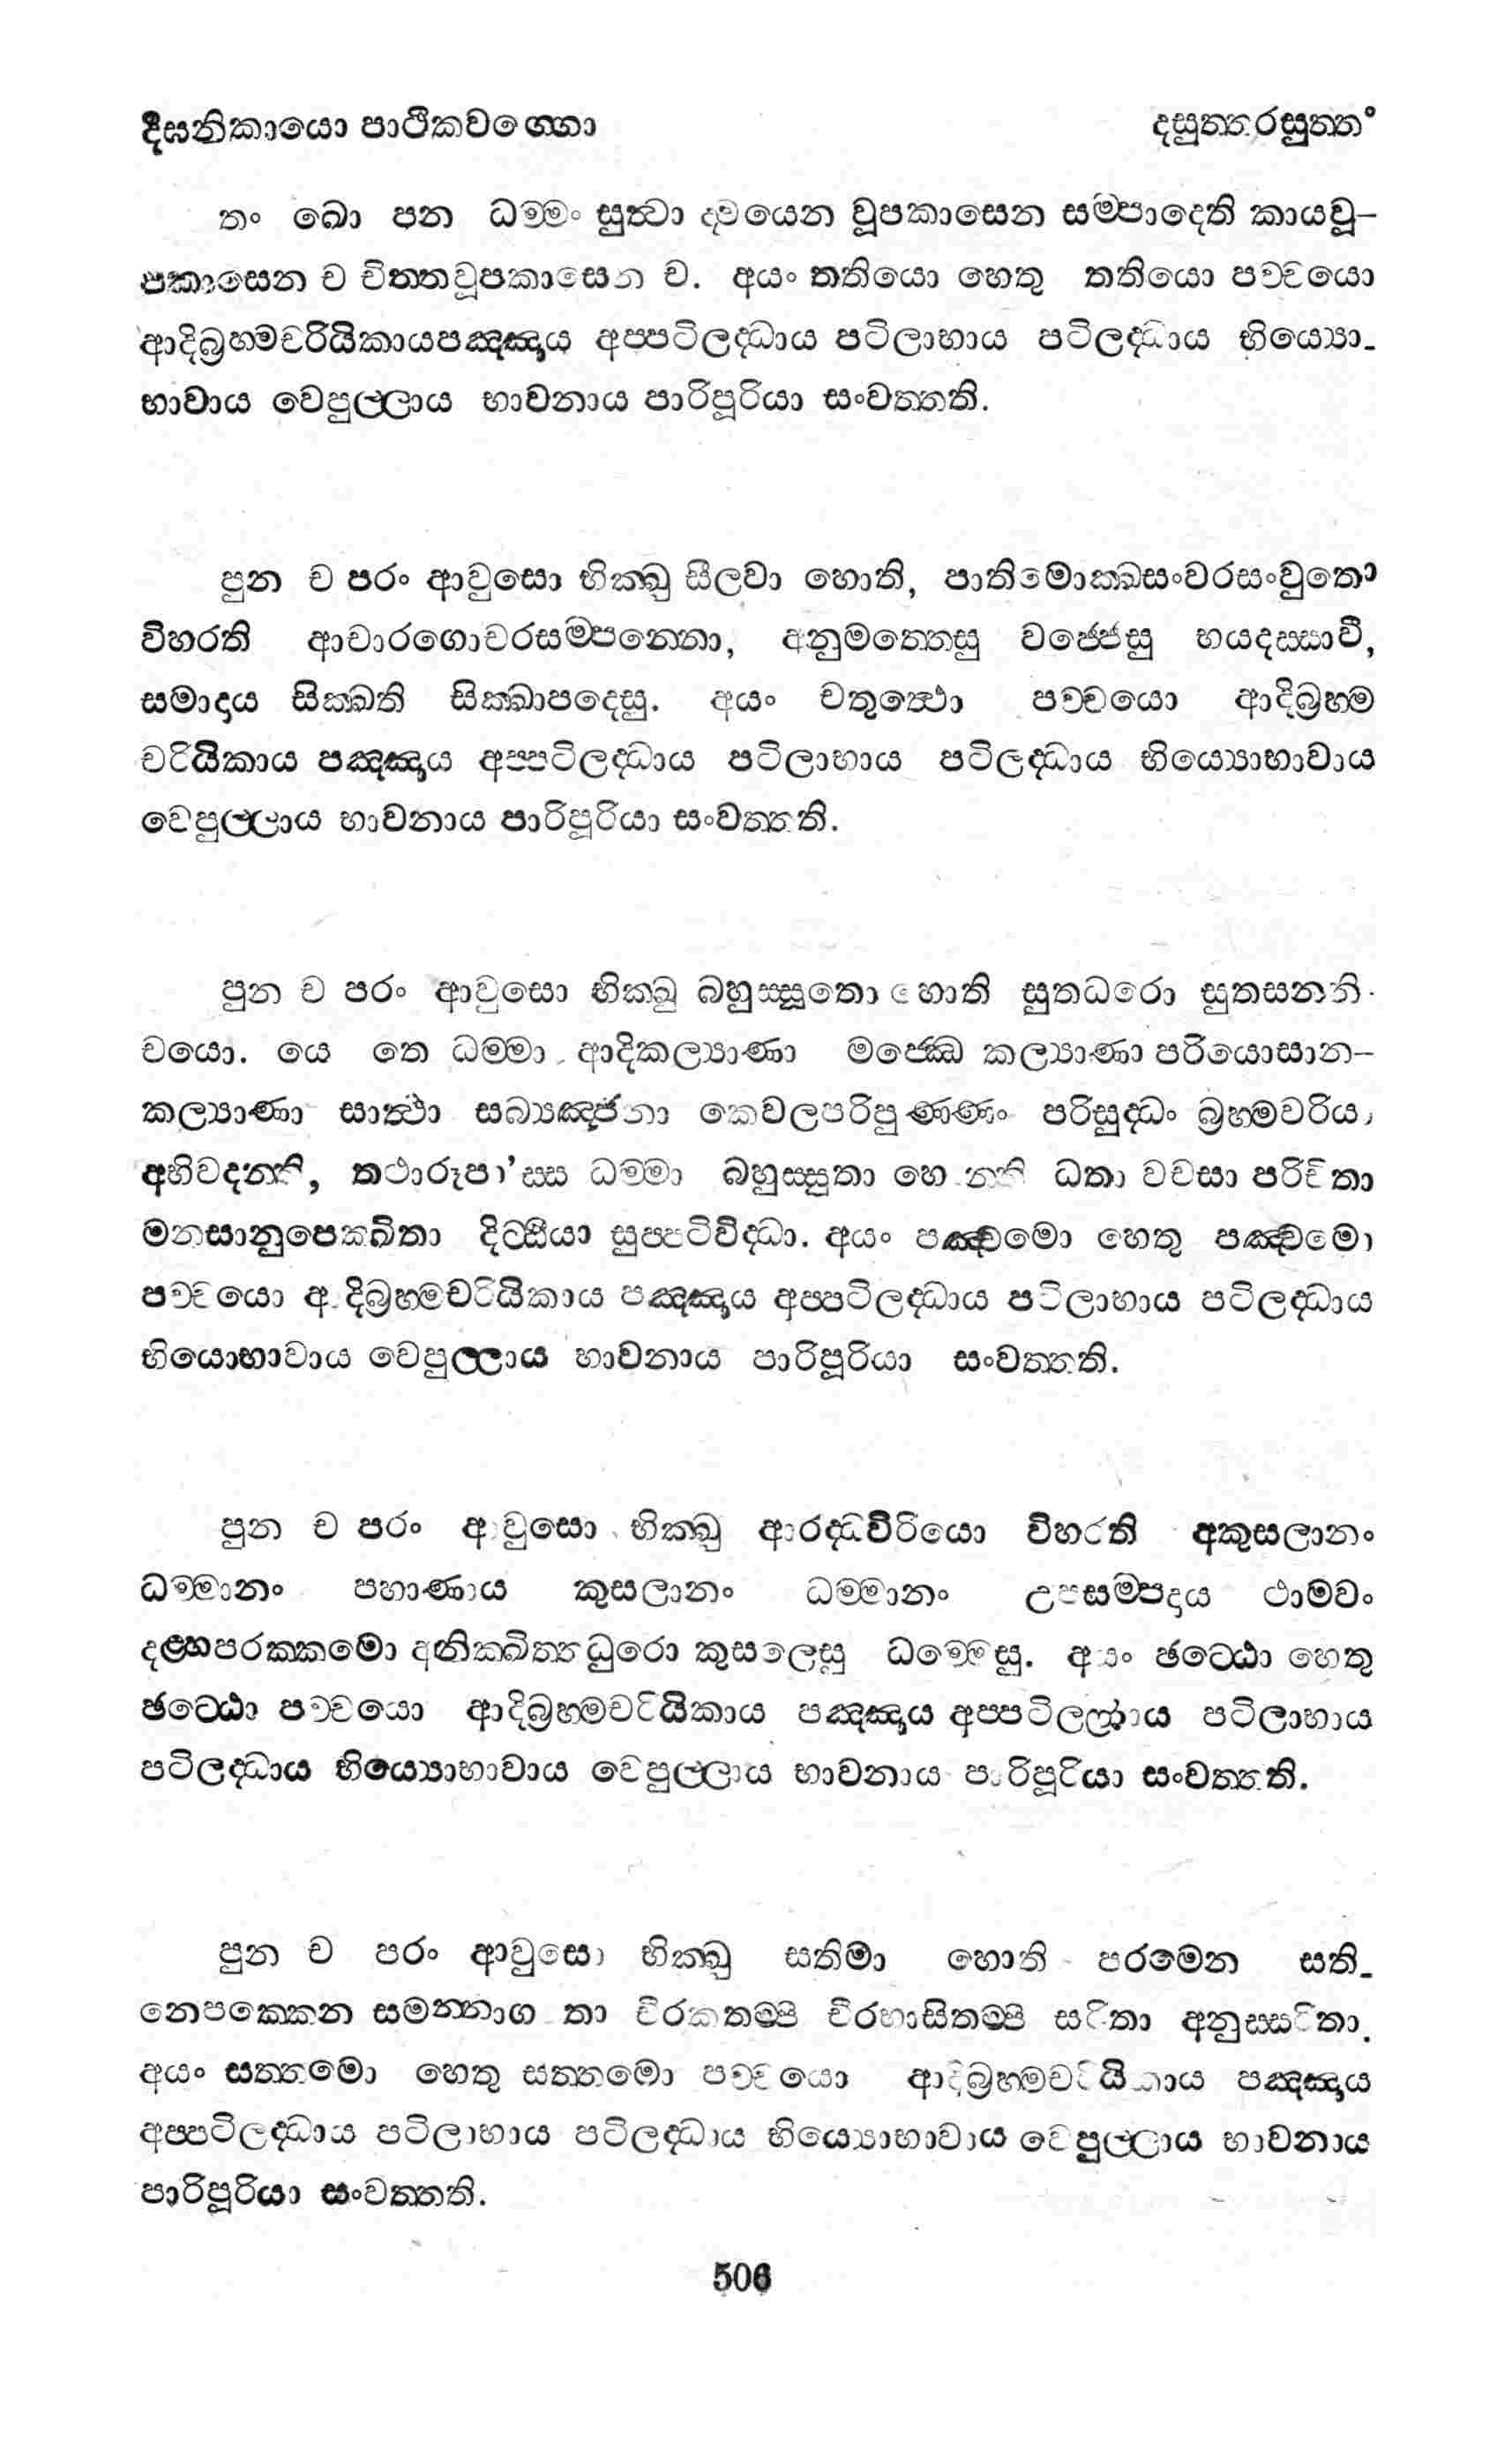 දීඝනිකායො පාථිකවග්ගො දසුත්තරසුත්තං
තං ඛො පන ධම්මං සුත්වා ද්වයෙන වූපකාසෙන සම්පාදෙති කායවූ-
පකාසෙන ච චිත්තවූපකාසෙන ච. අයං තතියො හෙතු තතියො පච්චයො
ආදිබ්‍රහ්මචරියිකායපඤ්ඤාය අප්පටිලද්ධාය පටිලාභාය පටිලද්ධාය භිය්‍යො-
භාවාය වෙපුල්ලාය භාවනාය පාරිපූරියා සංවත්තති.
පුන ච පරං ආවුසො භික්ඛු සීලවා හොති, පාතිමොක්ඛසංවරසංවුතො
විහරති ආචාරගොචරසම්පන්නො, අනුමත්තෙසු වජ්ජෙසු භයදස්සාවී,
සමාදාය සික්ඛති සික්ඛාපදෙසු. අයං චතුත්ථො පච්චයො ආදිබ්‍රහ්ම
චරියිකාය පඤ්ඤාය අප්පටිලද්ධාය පටිලාභාය පටිලද්ධාය භිය්‍යොභාවාය
වෙපුල්ලාය භාවනාය පාරිපූරියා සංවත්තති.
පුන ච පරං ආවුසො භික්ඛු බහුස්සුතො හොති සුතධරො සුතසන්නි-
චයො. යෙ තෙ ධම්මා ආදිකල්‍යාණා මජ්ඣෙ කල්‍යාණා පරියොසාන-
කල්‍යාණා සාත්ථා සබ්‍යඤ්ජනා කෙවලපරිපුණ්ණං පරිසුද්ධං බ්‍රහ්මචරියං
අභිවදන්ති, තථාරූපා'ස්ස ධම්මා බහුස්සුතා හොන්ති ධතා වචසා පරිචිතා
මනසානුපෙක්ඛිතා දිට්ඨියා සුප්පටිවිද්ධා. අයං පඤ්චමො හෙතු පඤ්චමො
පච්චයො ආදිබ්‍රහ්මචරියිකාය පඤ්ඤාය අප්පටිලද්ධාය පටිලාභාය පටිලද්ධාය
භියොභාවාය වෙපුල්ලාය භාවනාය පාරිපූරියා සංවත්තති.
පුන ච පරං ආවුසො භික්ඛු ආරද්ධවිරියො විහරති අකුසලානං
ධම්මානං පහාණාය කුසලානං ධම්මානං උපසම්පදාය ථාමවං
දළ්හපරක්කමො අනික්ඛිත්තධුරො කුසලෙසු ධම්මෙසු. අයං ඡට්ඨො හෙතු
ඡට්ඨො පච්චයො ආදිබ්‍රහ්මචරියිකාය පඤ්ඤාය පටිලාභාය
පටිලද්ධාය භිය්‍යොභාවාය වෙපුල්ලාය භාවනාය පාරිපූරියා සංවත්තති.
පුන ච පරං ආවුසො භික්ඛු සතිමා හොති පරමෙන සති-
නෙපක්කෙන සමන්නාගතො චිරකතම්පි චිරභාසිතම්පි සරිතා අනුස්සරිතා.
අයං සත්තමො හෙතු සත්තමො පච්චයො ආදිබ්‍රහ්මචරියිකාය පඤ්ඤාය
අප්පටිලද්ධාය පටිලාභාය පටිලද්ධාය භිය්‍යොභාවාය වෙපුල්ලාය භාවනාය
පාරිපූරියා සංවත්තති.
506